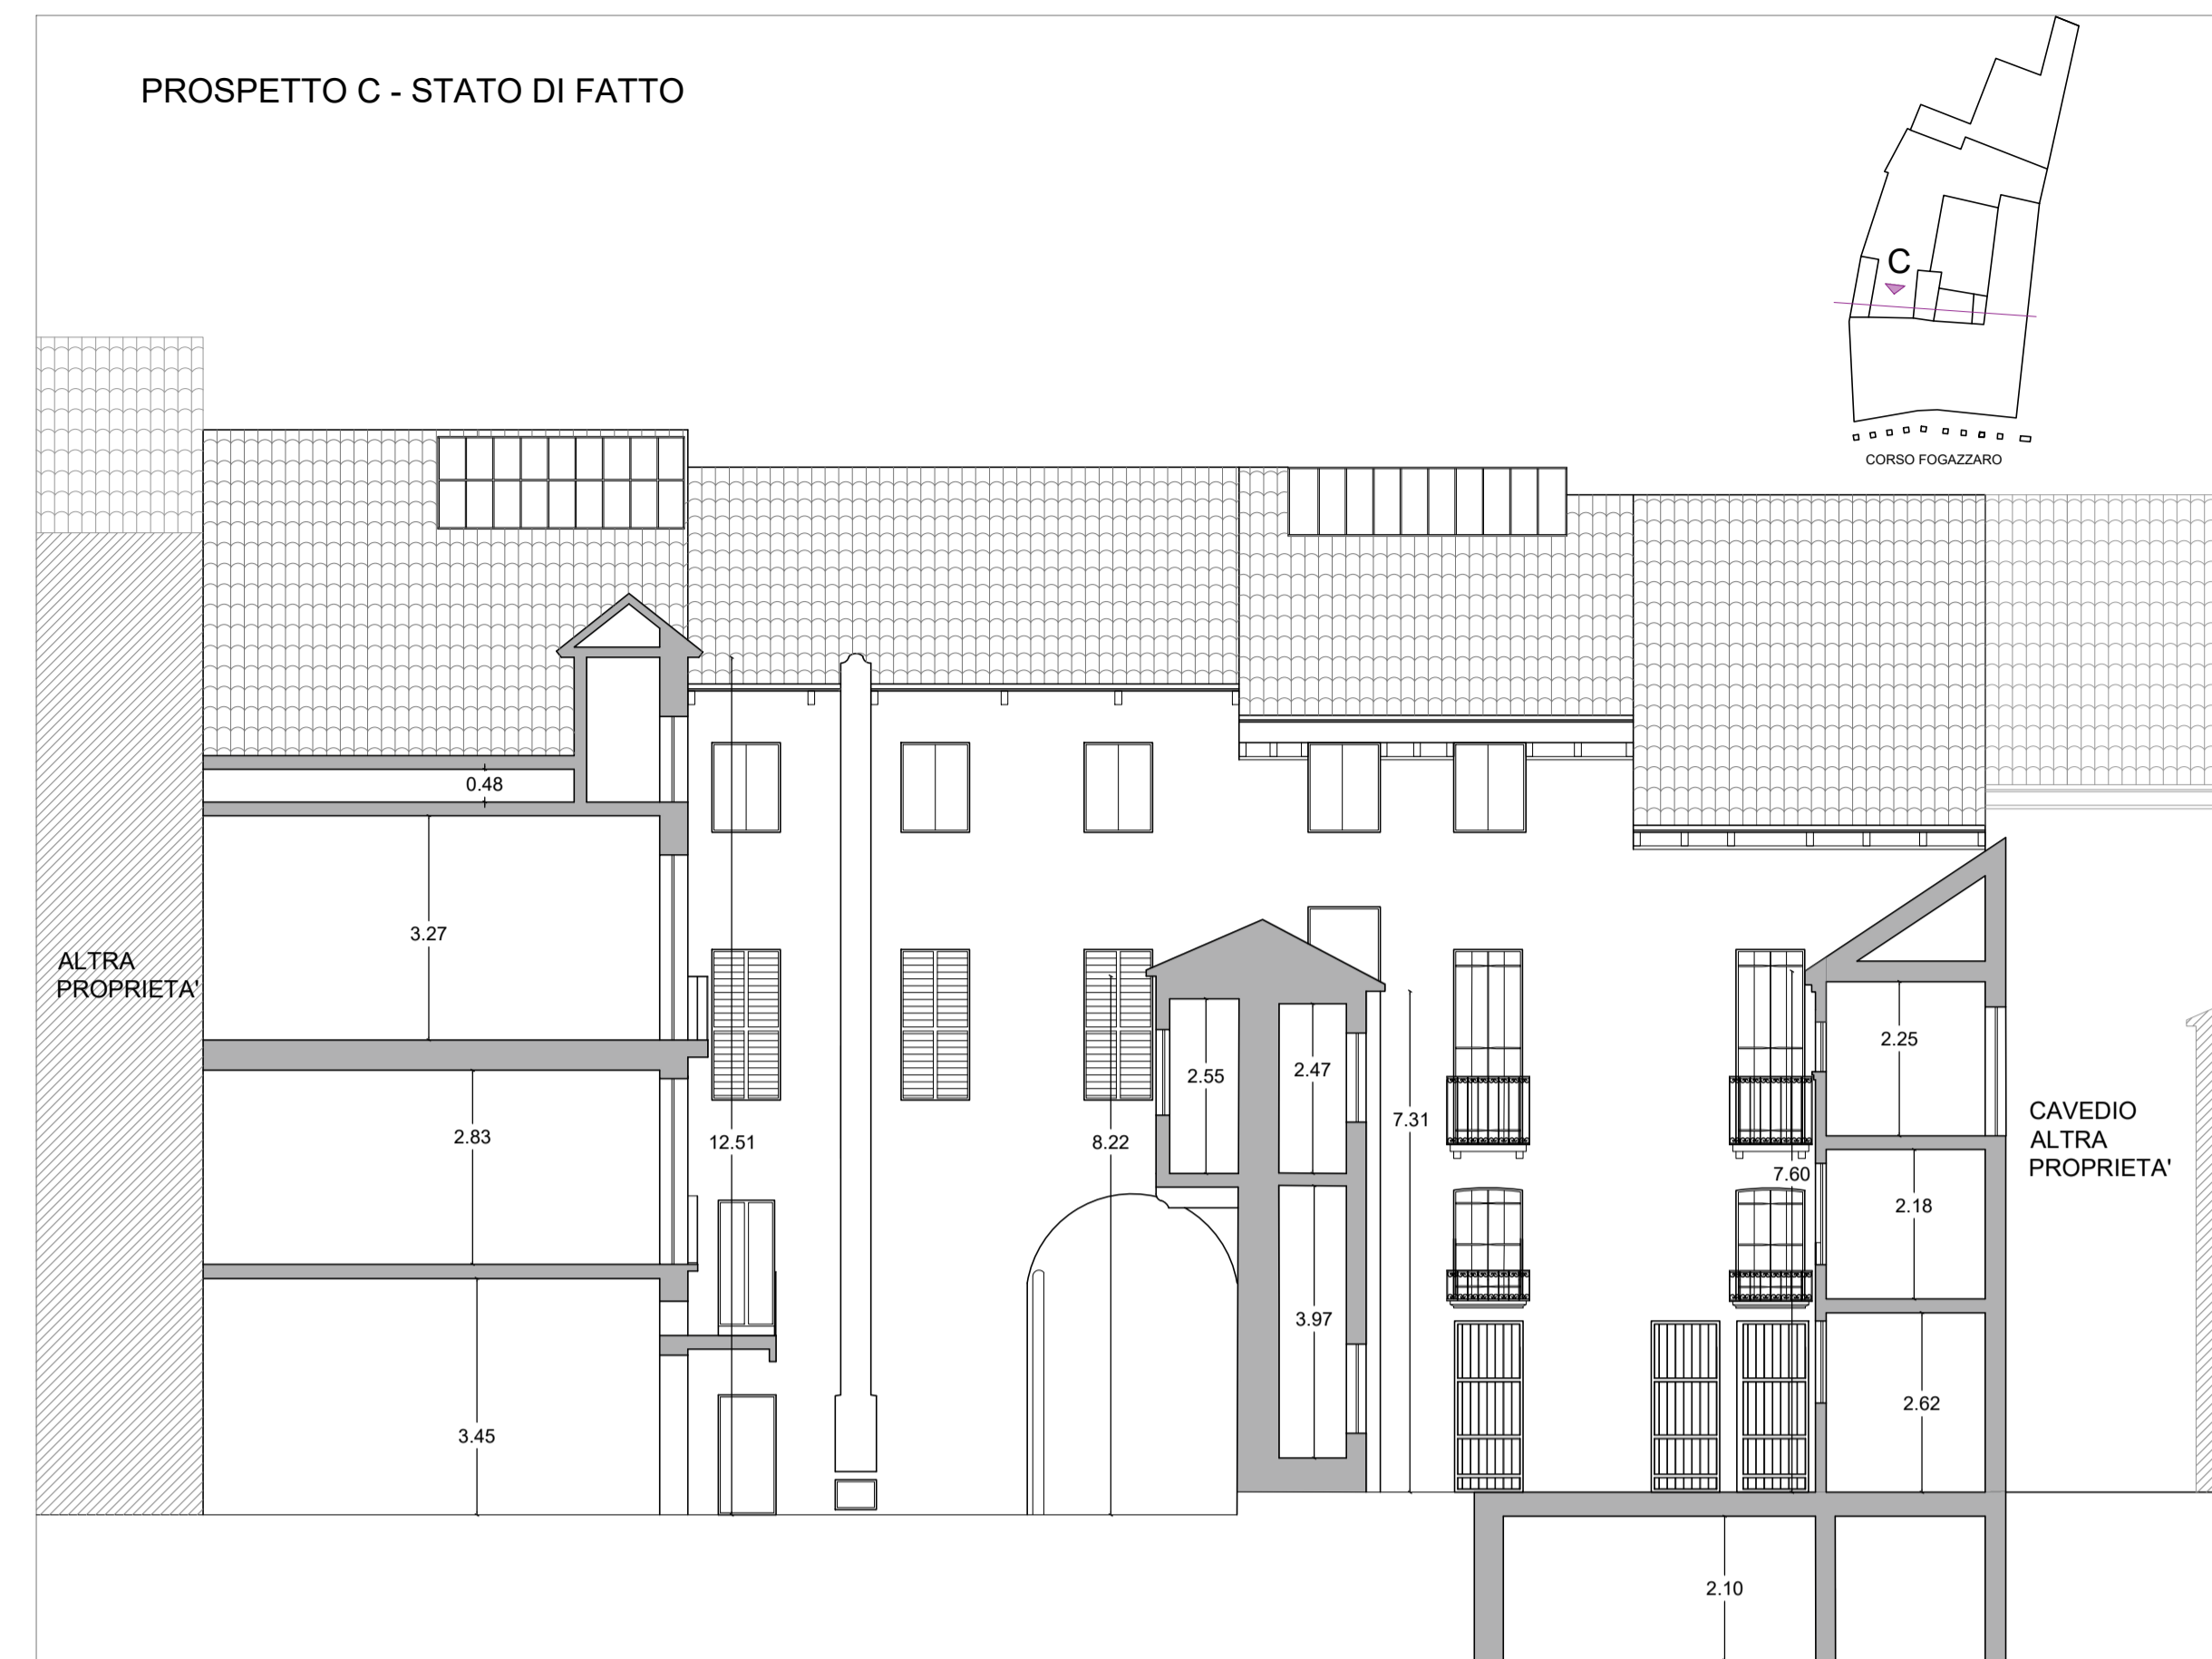 PROSPETTO C - STATO DI FATTO
C
CORSO FOGAZZARO
0.48
3.27
ALTRA
PROPRIETA'
2.83
3.45
12.51
8.22
2.55
2.47
3.97
7.31
7.60
2.25
2.18
2.62
2.10
CAVEDIO
ALTRA
PROPRIETA'